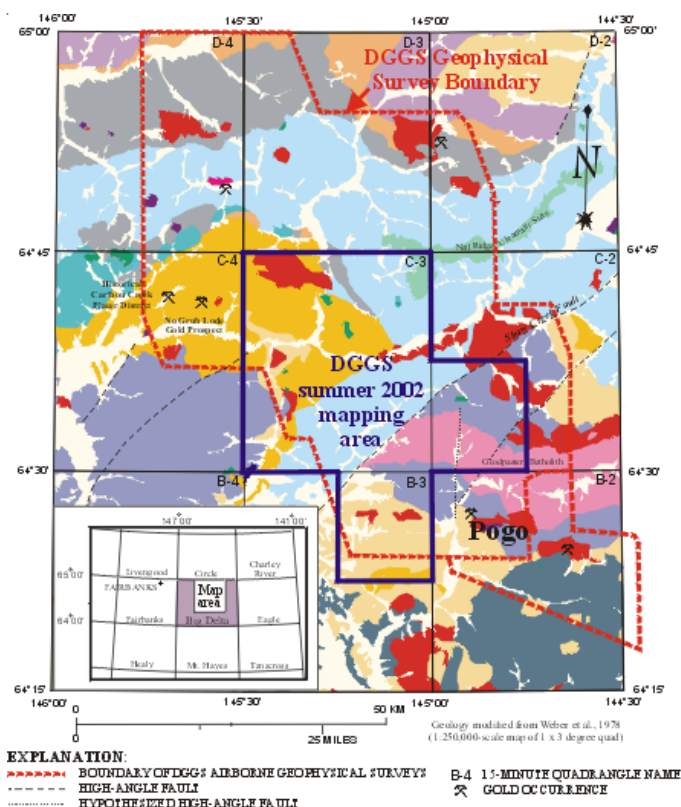 146°00'
145°30'
145°00'
144°30'
65°00'
65°00'
D-4
D-3
D-2
DGGS Geophysical
Survey Boundary
N
64°45'
64°45'
C-4
C-3
C-2
Historical
Caribou Creek
Placer District
No Grub Lode
Gold Prospect
DGGS
summer 2002
mapping
area
64°30'
64°30'
B-4
B-3
B-2
Pogo
147°00'
141°00'
Livengood
Circle
Charley
River
65°00'
FAIRBANKS
Map
area
64°00'
Fairbanks
Big Delta
Eagle
Healy
Mt. Hayes
Tanacross
64°15'
64°15'
146°00'
145°30'
145°00'
144°30'
0
50 KM
0
25 MILES
Geology modified from Weber et al., 1978
(1:250,000-scale map of 1 x 3 degree quad)
EXPLANATION:
BOUNDARY OF DGGS AIRBORNE GEOPHYSICAL SURVEYS
HIGH-ANGLE FAULT
HYPOTHESIZED HIGH-ANGLE FAULT
B-4 15-MINUTE QUADRANGLE NAME
GOLD OCCURRENCE